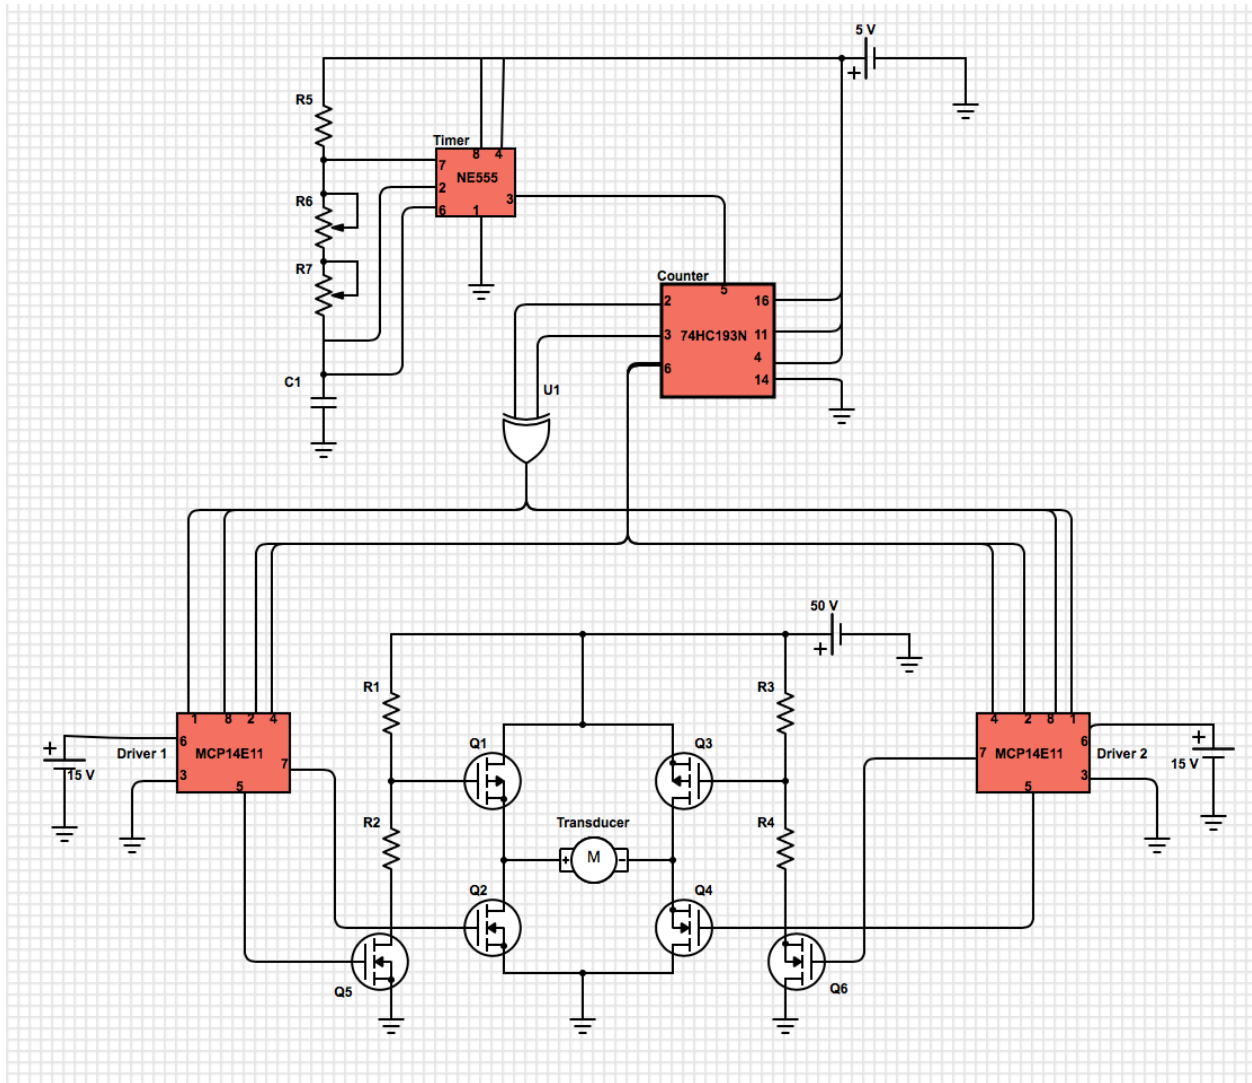 5 V
+
R5
Timer
8 4
7
NE555
2
3
R6
6 1
R7
Counter
5
2 16
3 74HC193N 11
4
6
14
C1
U1
50 V
+
R1
R3
1 8 2 4
4 2 8 1
+
6
Driver 1
MCP14E11
7
15 V
3
5
Q1
Q3
6
7
MCP14E11
Driver 2
+
15 V
3
5
R2
Transducer
R4
+ M -
Q2
Q4
Q5
Q6